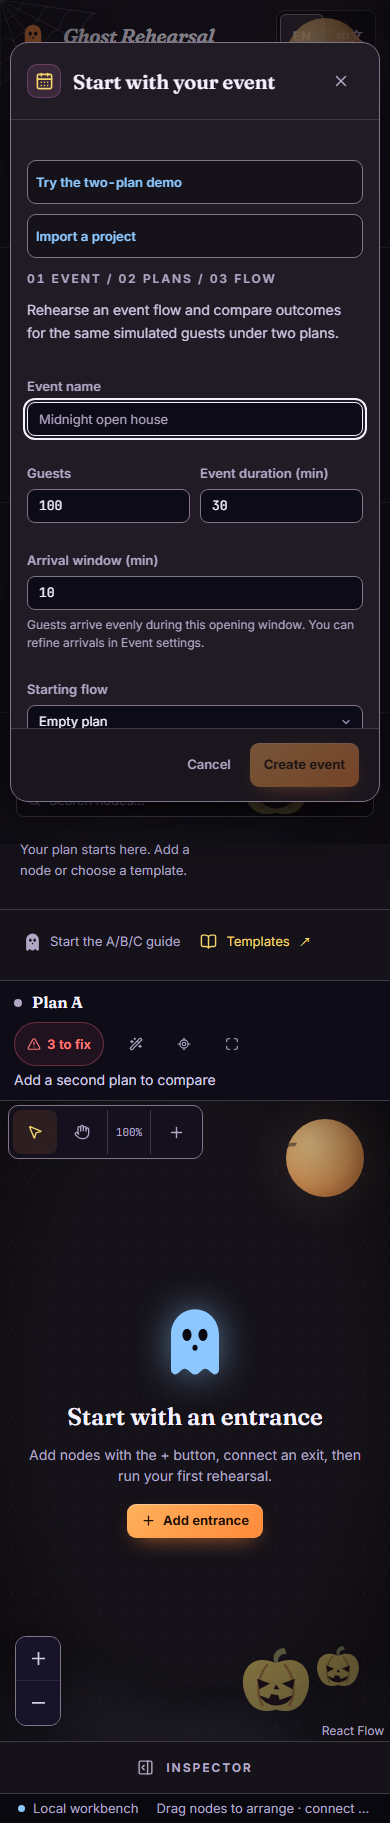 Ghost Rehearsal
EN 中文
Start with your event
Try the two-plan demo
Import a project
01 EVENT / 02 PLANS / 03 FLOW
Rehearse an event flow and compare outcomes
for the same simulated guests under two plans.
Event name
Midnight open house
Guests
Event duration (min)
100
30
Arrival window (min)
10
Guests arrive evenly during this opening window. You can
refine arrivals in Event settings.
Starting flow
Empty plan
Cancel
Create event
Search nodes...
Your plan starts here. Add a
node or choose a template.
Start the A/B/C guide
Templates ↗
Plan A
3 to fix
Add a second plan to compare
100%
Start with an entrance
Add nodes with the + button, connect an exit, then
run your first rehearsal.
+ Add entrance
+
−
React Flow
INSPECTOR
Local workbench
Drag nodes to arrange · connect ...